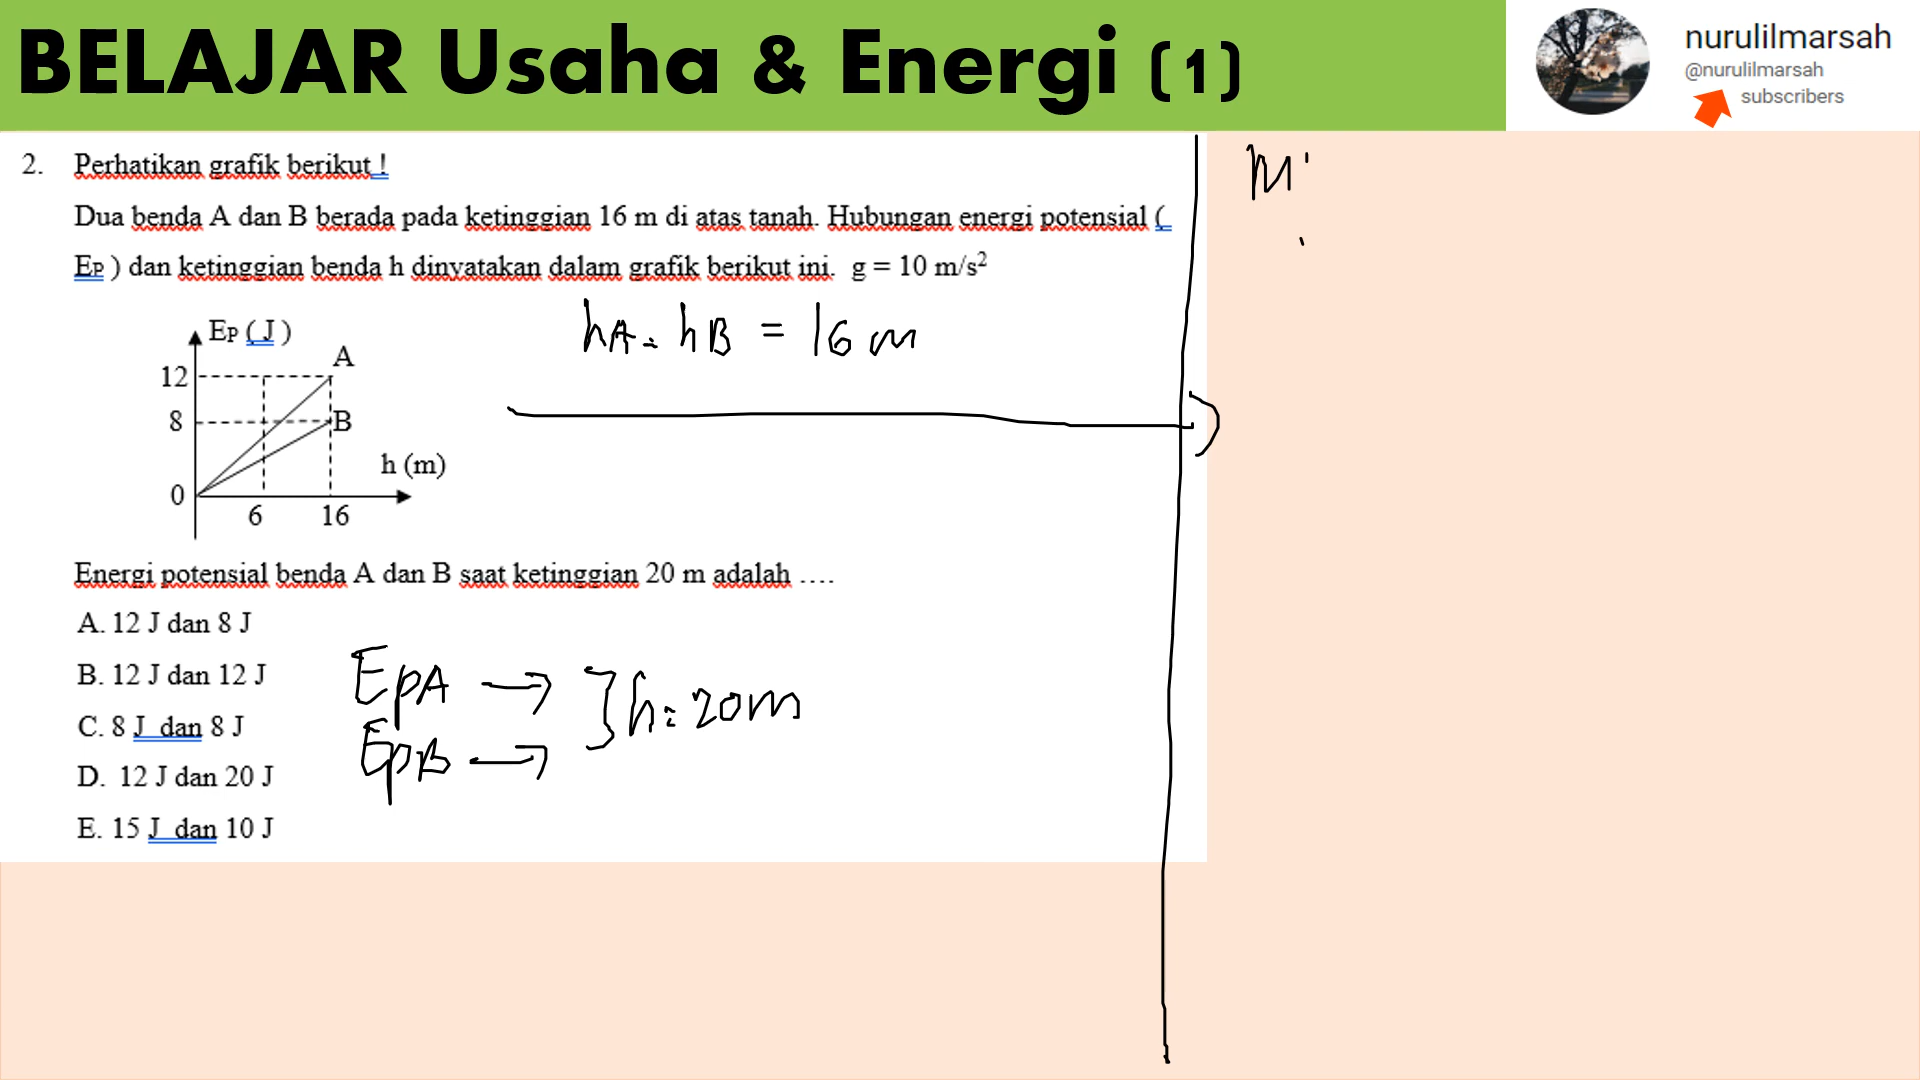 BELAJAR Usaha & Energi (1)
nurulilmarsah
@nurulilmarsah
subscribers
2. Perhatikan grafik berikut !
Dua benda A dan B berada pada ketinggian 16 m di atas tanah. Hubungan energi potensial (
EP ) dan ketinggian benda h dinyatakan dalam grafik berikut ini. g = 10 m/s²
hA = hB = 16 m
EP ( J )
A
12
8
B
h (m)
0
6 16
Energi potensial benda A dan B saat ketinggian 20 m adalah ….
A. 12 J dan 8 J
B. 12 J dan 12 J
C. 8 J dan 8 J
D. 12 J dan 20 J
E. 15 J dan 10 J
EpA →
EpB →
} h = 20m
M